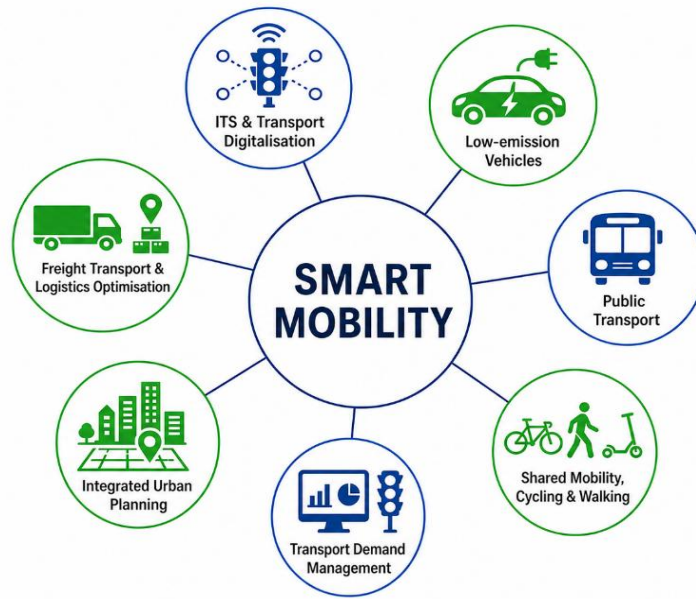 ITS & Transport
Digitalisation
Low-emission
Vehicles
Freight Transport &
Logistics Optimisation
SMART
MOBILITY
Public
Transport
Integrated Urban
Planning
Shared Mobility,
Cycling & Walking
Transport Demand
Management